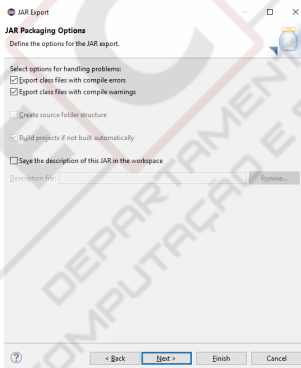 JAR Export
JAR Packaging Options
Define the options for the JAR export.
Select options for handling problems:
Export class files with compile errors
Export class files with compile warnings
Create source folder structure
Build projects if not built automatically
Save the description of this JAR in the workspace
Description file:
Browse...
< Back
Next >
Finish
Cancel
DEPARTAMEN
COMPUTAÇÃO E